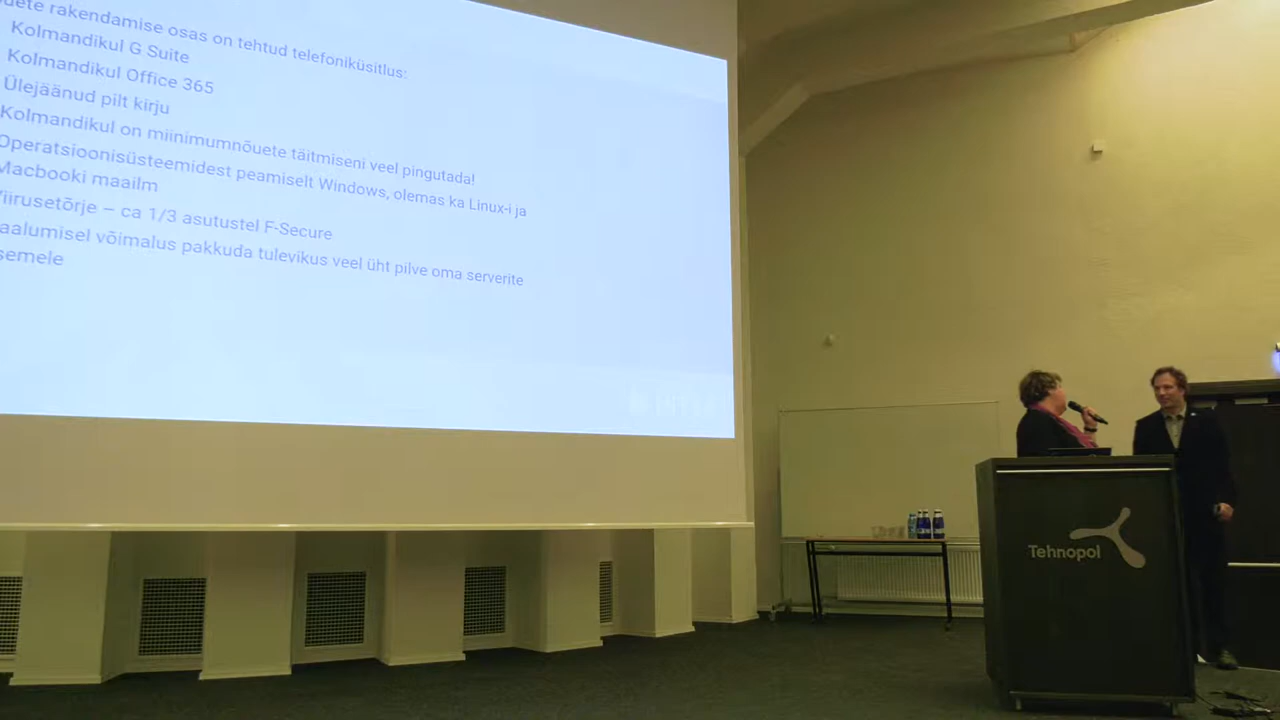 rakendamise osas on tehtud telefoniküsitlus:
Kolmandikul G Suite
Kolmandikul Office 365
Ülejäänud pilt kirju
Kolmandikul on miinimumnõuete täitmiseni veel pingutada!
Operatsioonisüsteemidest peamiselt Windows, olemas ka Linux-i ja
Macbooki maailm
Viirusetõrje – ca 1/3 asutustel F-Secure
aalumisel võimalus pakkuda tulevikus veel üht pilve oma serverite
semele
Tehnopol